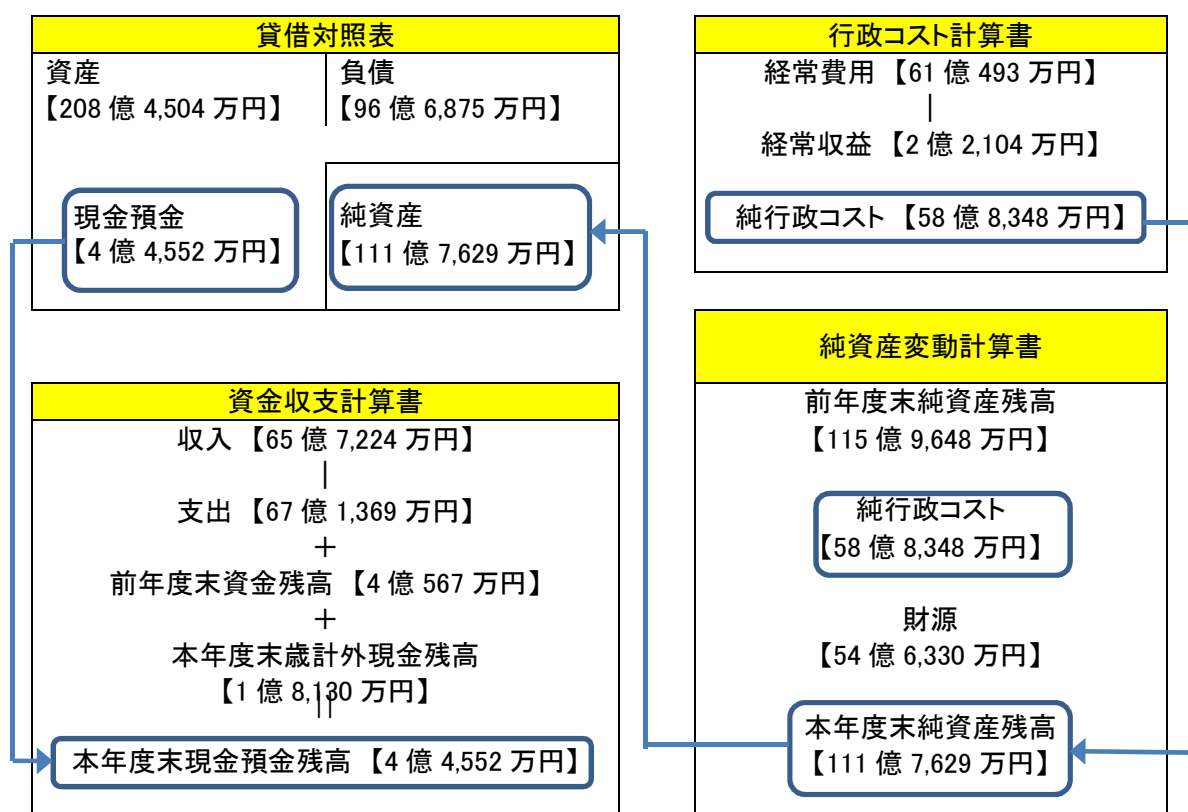 貸借対照表
資産
【208 億 4,504 万円】
負債
【96 億 6,875 万円】
現金預金
【4 億 4,552 万円】
純資産
【111 億 7,629 万円】
行政コスト計算書
経常費用 【61 億 493 万円】
|
経常収益 【2 億 2,104 万円】
純行政コスト 【58 億 8,348 万円】
資金収支計算書
収入 【65 億 7,224 万円】
|
支出 【67 億 1,369 万円】
＋
前年度末資金残高 【4 億 567 万円】
＋
本年度末歳計外現金残高
【1 億 8,130 万円】
||
本年度末現金預金残高 【4 億 4,552 万円】
純資産変動計算書
前年度末純資産残高
【115 億 9,648 万円】
純行政コスト
【58 億 8,348 万円】
財源
【54 億 6,330 万円】
本年度末純資産残高
【111 億 7,629 万円】